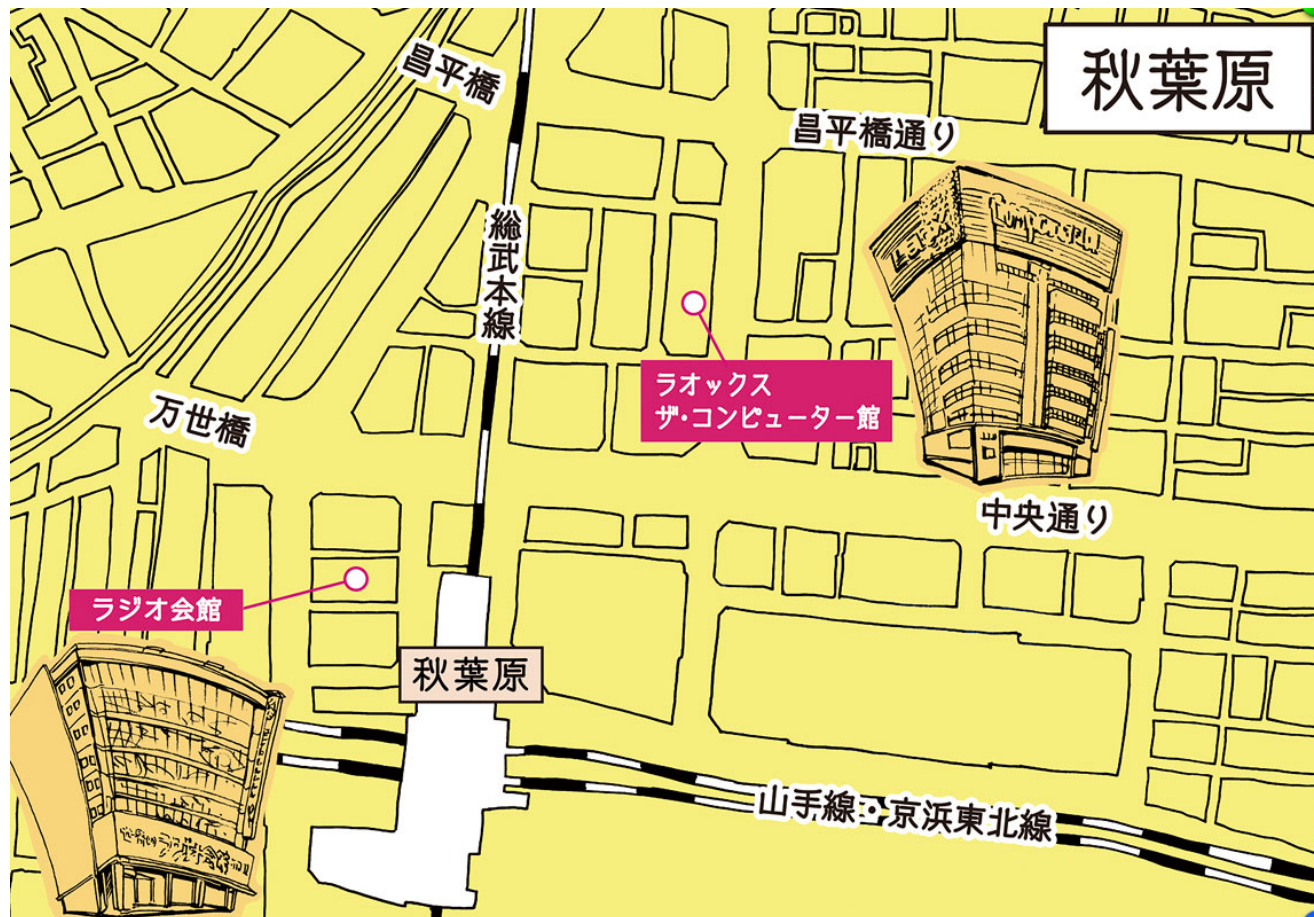 秋葉原
昌平橋
昌平橋通り
総武本線
ラオックス
ザ・コンピューター館
万世橋
中央通り
ラジオ会館
秋葉原
山手線・京浜東北線